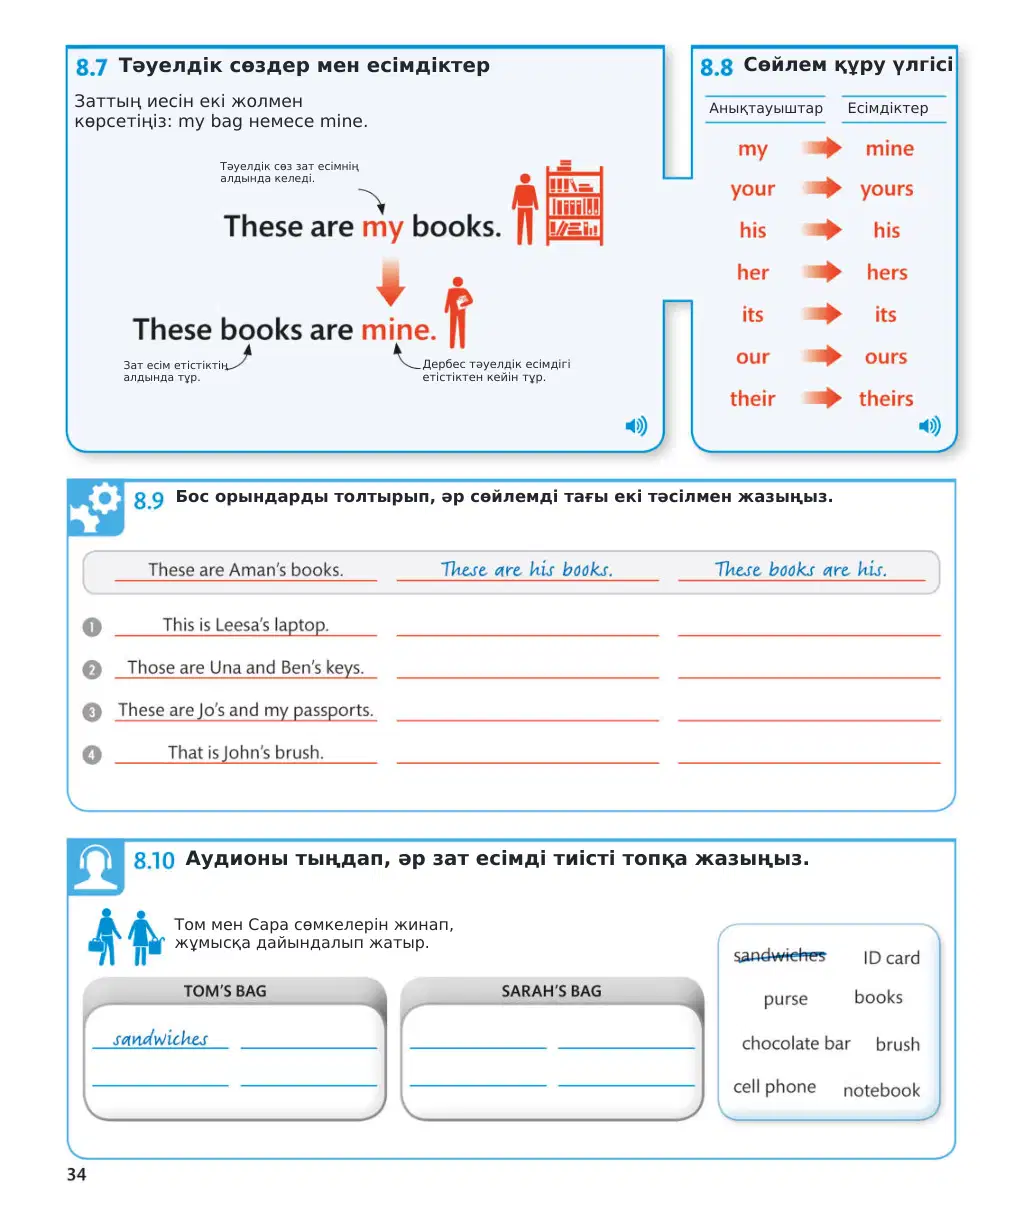 8.7 Тәуелдік сөздер мен есімдіктер
Заттың иесін екі жолмен
көрсетіңіз: my bag немесе mine.
Тәуелдік сөз зат есімнің
алдында келеді.
These are my books.
These books are mine.
Зат есім етістіктің
алдында тұр.
Дербес тәуелдік есімдігі
етістіктен кейін тұр.
8.8 Сөйлем құру үлгісі
Анықтауыштар Есімдіктер
my mine
your yours
his his
her hers
its its
our ours
their theirs
8.9 Бос орындарды толтырып, әр сөйлемді тағы екі тәсілмен жазыңыз.
These are Aman's books. These are his books. These books are his.
1 This is Leesa's laptop.
2 Those are Una and Ben's keys.
3 These are Jo's and my passports.
4 That is John's brush.
8.10 Аудионы тыңдап, әр зат есімді тиісті топқа жазыңыз.
Том мен Сара сөмкелерін жинап,
жұмысқа дайындалып жатыр.
TOM'S BAG
sandwiches
SARAH'S BAG
sandwiches ID card
purse books
chocolate bar brush
cell phone notebook
34